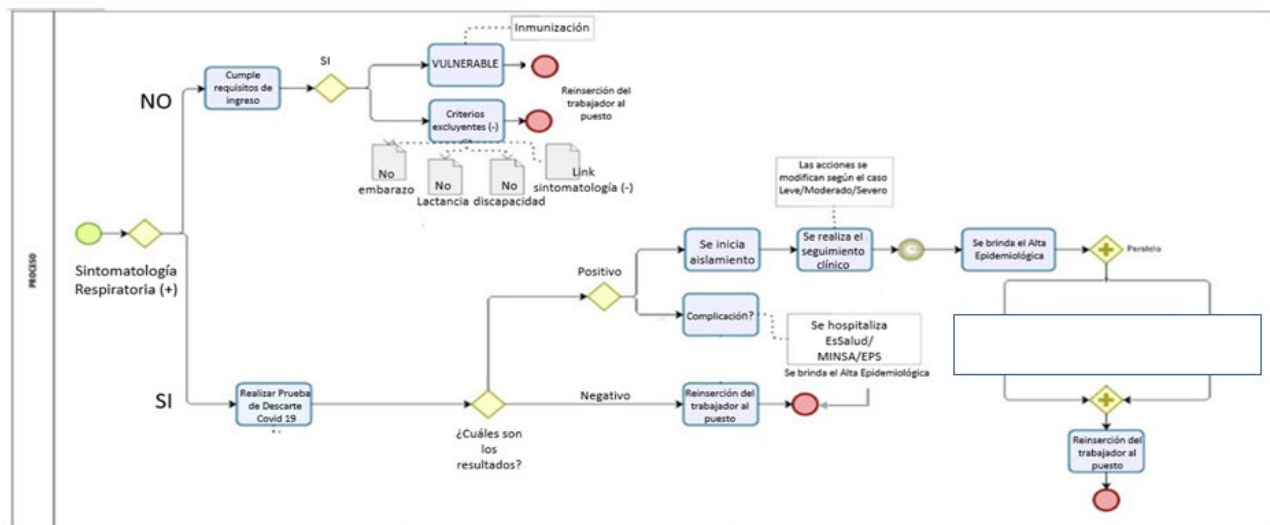 PROCESO
Inmunización
SI
VULNERABLE
Cumple
requisitos de
ingreso
NO
Reinserción del
trabajador al
puesto
Criterios
excluyentes (-)
No
embarazo
No
Lactancia
No
discapacidad
Link
sintomatología (-)
Las acciones se
modifican según el caso
Leve/Moderado/Severo
Sintomatología
Respiratoria (+)
Positivo
Se inicia
aislamiento
Se realiza el
seguimiento
clínico
Se brinda el Alta
Epidemiológica
Paralelo
Complicación?
Se hospitaliza
EsSalud/
MINSA/EPS
Se brinda el Alta Epidemiológica
SI
Realizar Prueba
de Descarte
Covid 19
Negativo
Reinserción del
trabajador al
puesto
¿Cuáles son
los
resultados?
Reinserción del
trabajador al
puesto